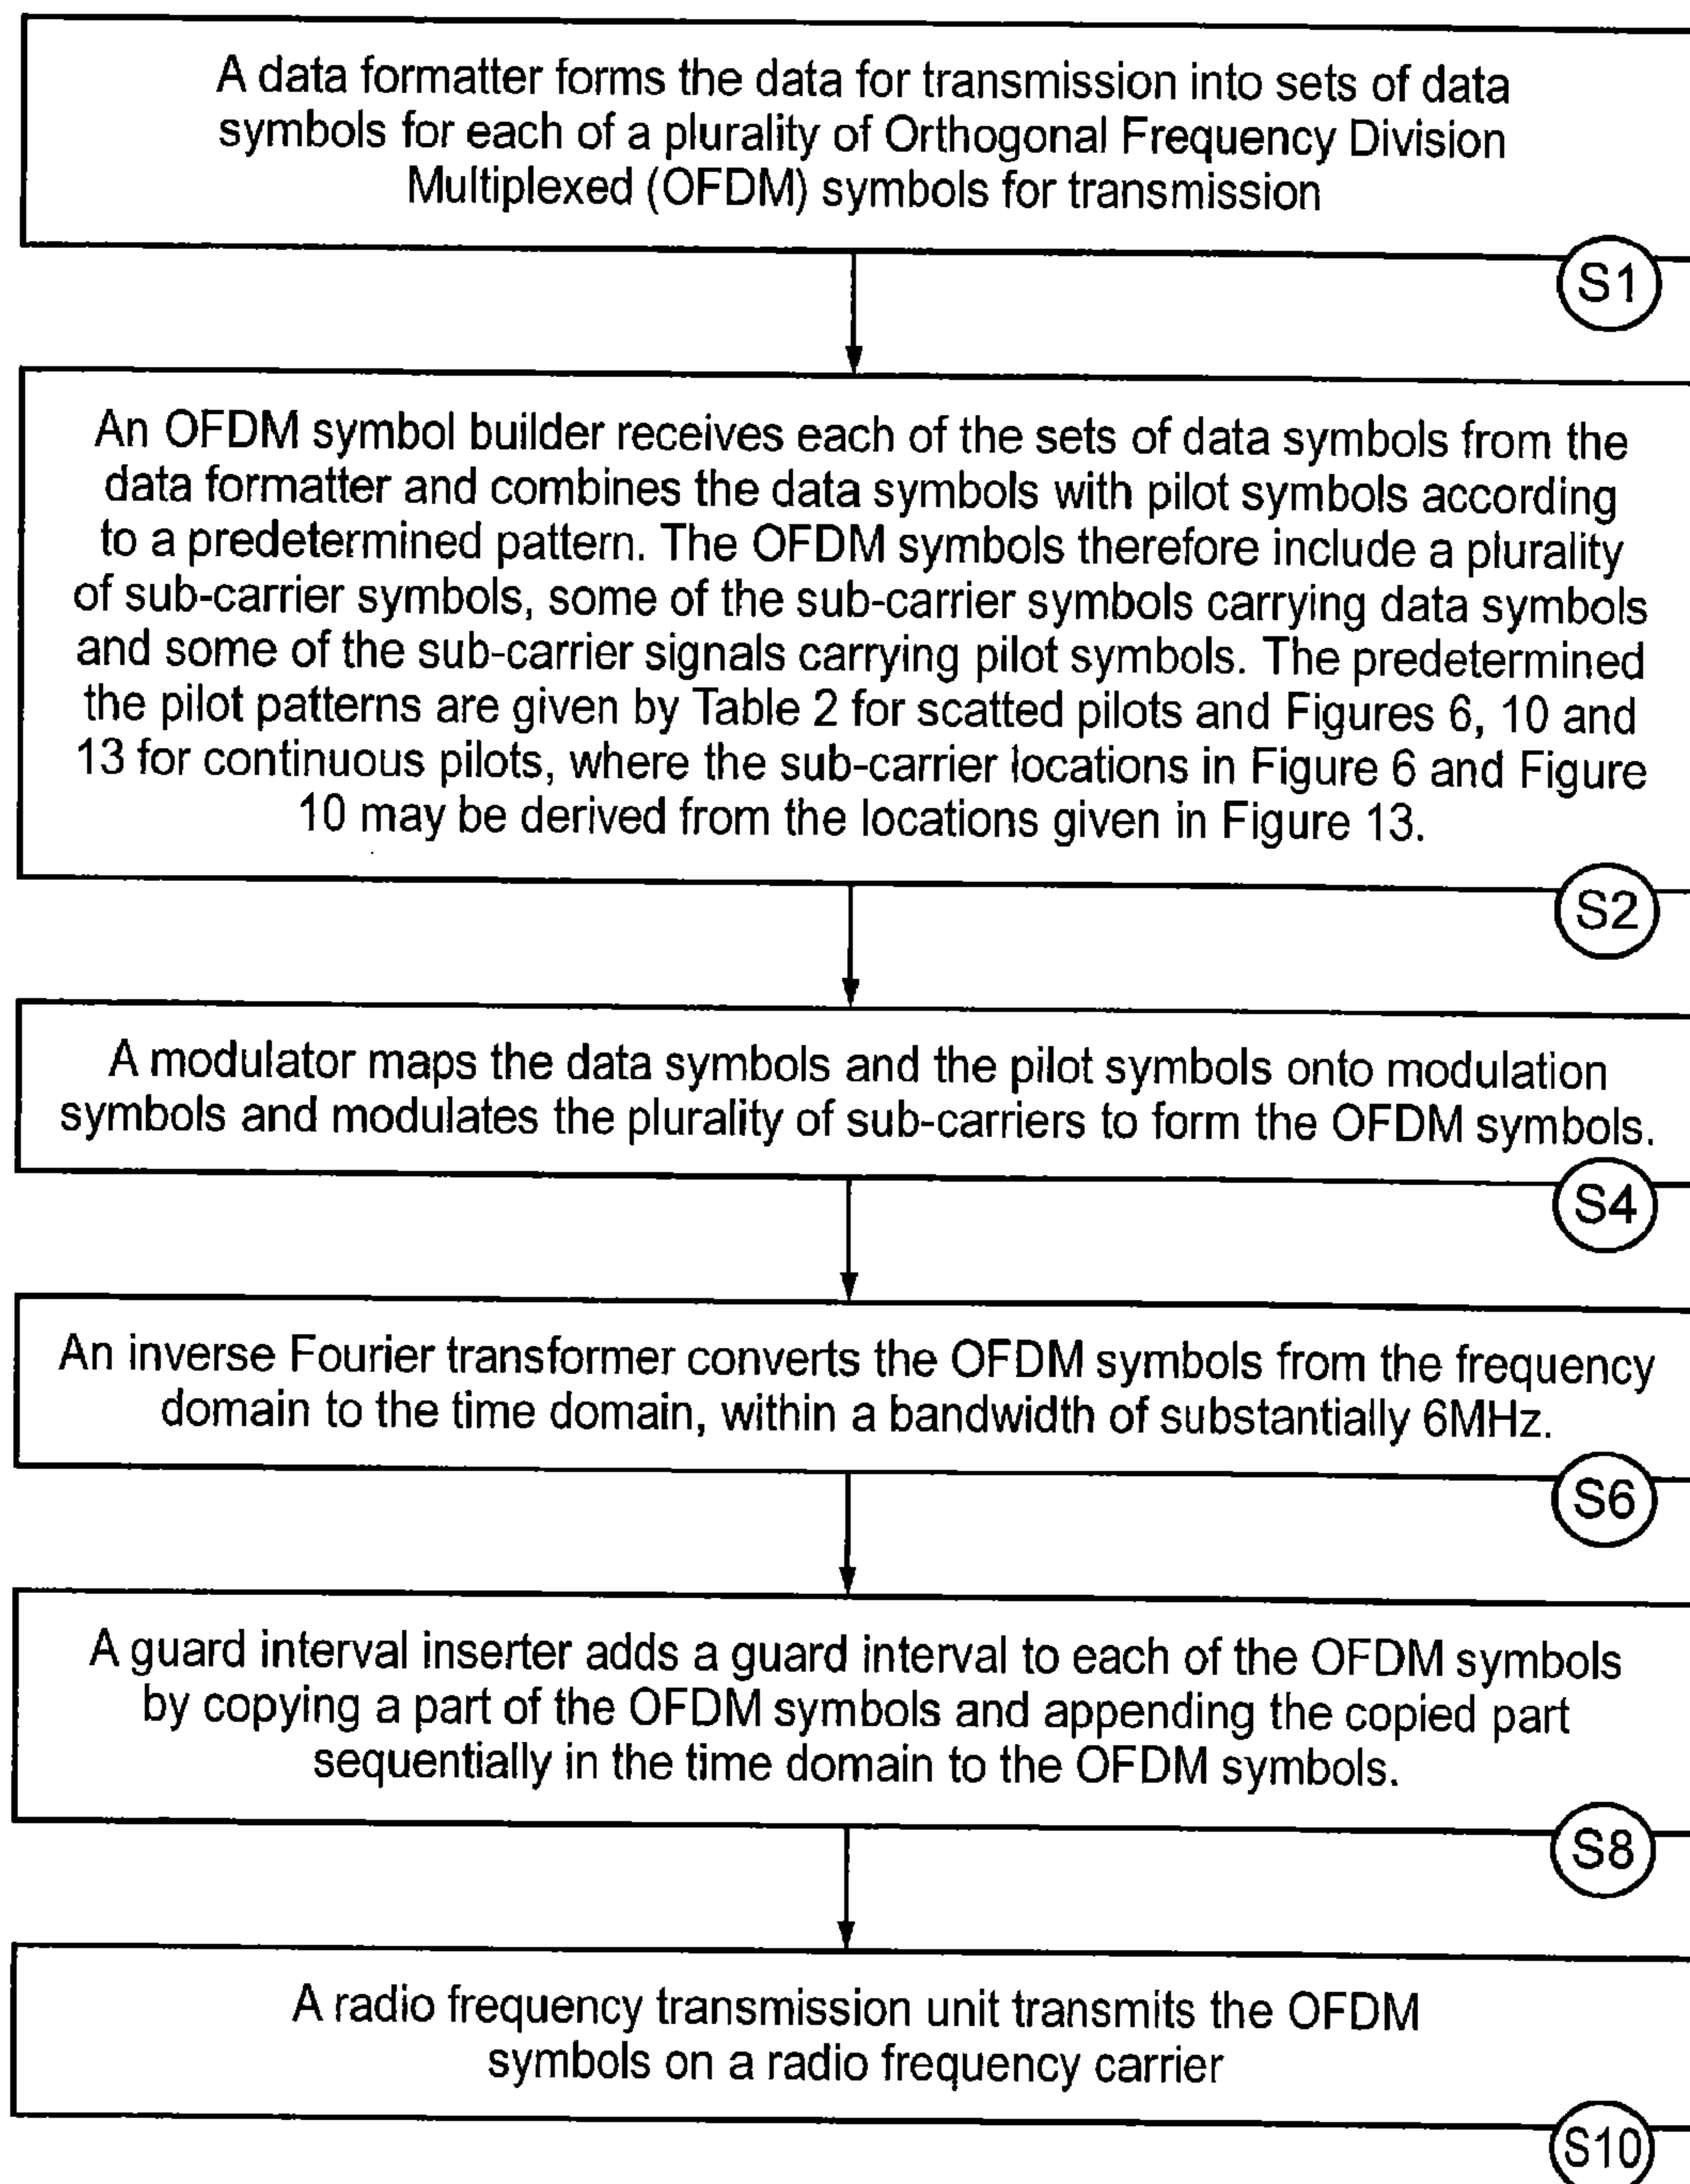 A data formatter forms the data for transmission into sets of data
symbols for each of a plurality of Orthogonal Frequency Division
Multiplexed (OFDM) symbols for transmission
S1
An OFDM symbol builder receives each of the sets of data symbols from the
data formatter and combines the data symbols with pilot symbols according
to a predetermined pattern. The OFDM symbols therefore include a plurality
of sub-carrier symbols, some of the sub-carrier symbols carrying data symbols
and some of the sub-carrier signals carrying pilot symbols. The predetermined
the pilot patterns are given by Table 2 for scatted pilots and Figures 6, 10 and
13 for continuous pilots, where the sub-carrier locations in Figure 6 and Figure
10 may be derived from the locations given in Figure 13.
S2
A modulator maps the data symbols and the pilot symbols onto modulation
symbols and modulates the plurality of sub-carriers to form the OFDM symbols.
S4
An inverse Fourier transformer converts the OFDM symbols from the frequency
domain to the time domain, within a bandwidth of substantially 6MHz.
S6
A guard interval inserter adds a guard interval to each of the OFDM symbols
by copying a part of the OFDM symbols and appending the copied part
sequentially in the time domain to the OFDM symbols.
S8
A radio frequency transmission unit transmits the OFDM
symbols on a radio frequency carrier
S10